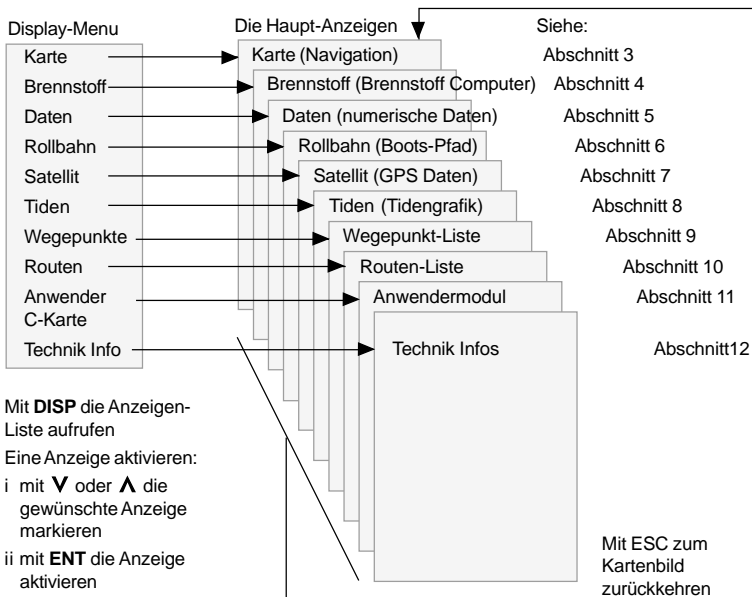 Display-Menu
Die Haupt-Anzeigen
Siehe:
Karte
Karte (Navigation)
Abschnitt 3
Brennstoff
Brennstoff (Brennstoff Computer)
Abschnitt 4
Daten
Daten (numerische Daten)
Abschnitt 5
Rollbahn
Rollbahn (Boots-Pfad)
Abschnitt 6
Satellit
Satellit (GPS Daten)
Abschnitt 7
Tiden
Tiden (Tidengrafik)
Abschnitt 8
Wegepunkte
Wegepunkt-Liste
Abschnitt 9
Routen
Routen-Liste
Abschnitt 10
Anwender
C-Karte
Anwendermodul
Abschnitt 11
Technik Info
Technik Infos
Abschnitt12
Mit DISP die Anzeigen-
Liste aufrufen
Eine Anzeige aktivieren:
i mit V oder Λ die
gewünschte Anzeige
markieren
ii mit ENT die Anzeige
aktivieren
Mit ESC zum
Kartenbild
zurückkehren